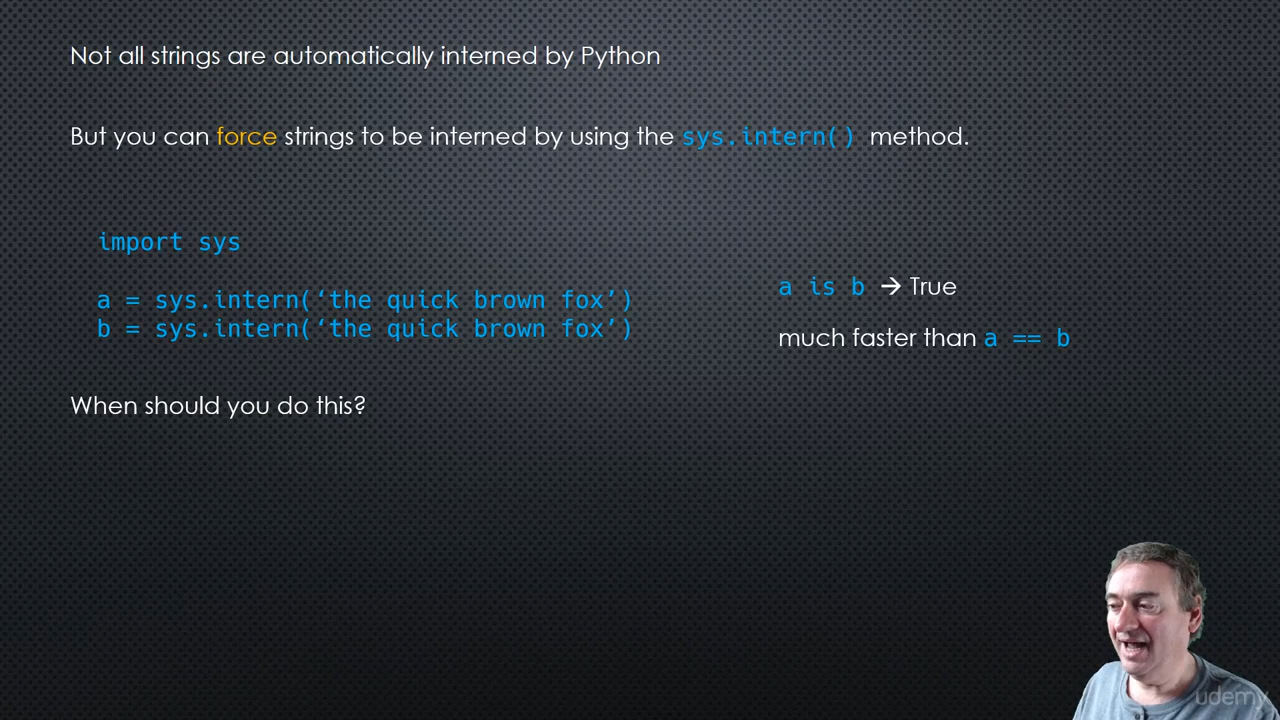 Not all strings are automatically interned by Python
But you can force strings to be interned by using the sys.intern() method.
import sys
a = sys.intern(‘the quick brown fox’)
b = sys.intern(‘the quick brown fox’)
a is b → True
much faster than a == b
When should you do this?
udemy